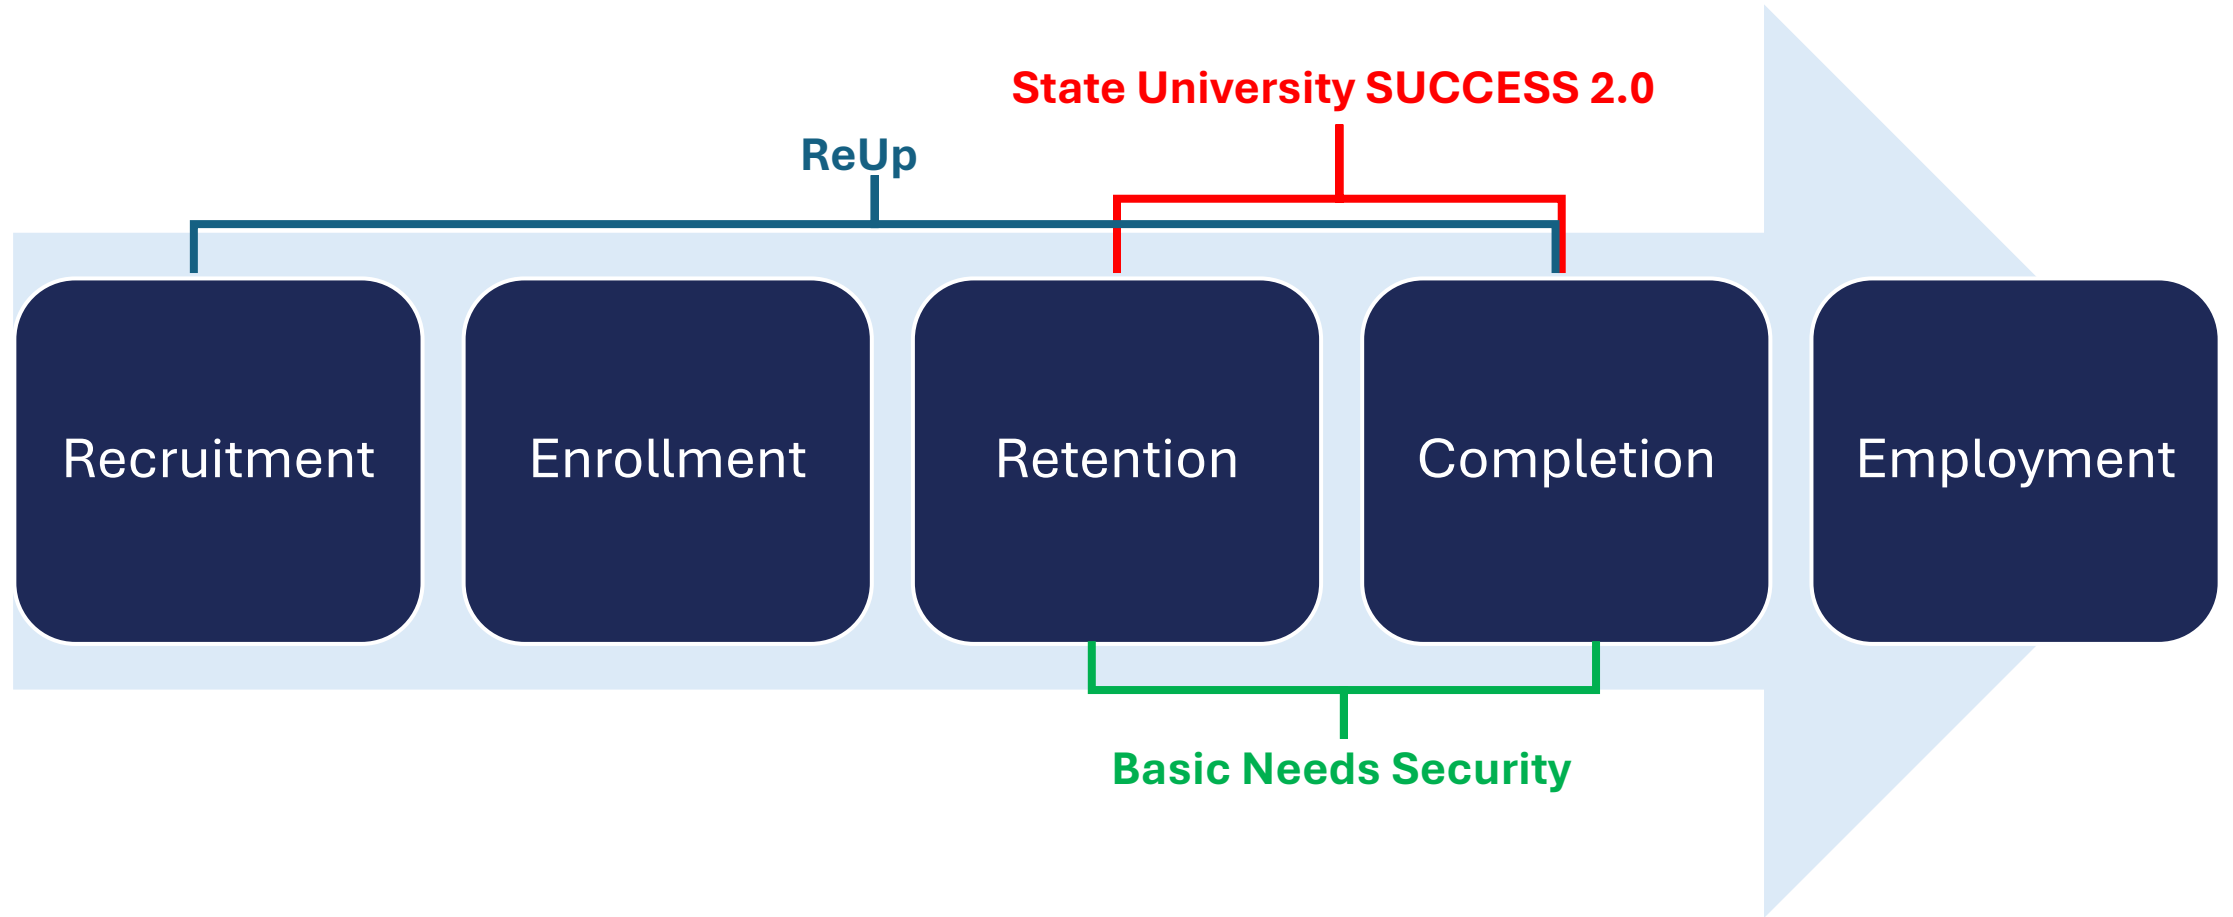 State University SUCCESS 2.0
ReUp
Recruitment
Enrollment
Retention
Completion
Employment
Basic Needs Security